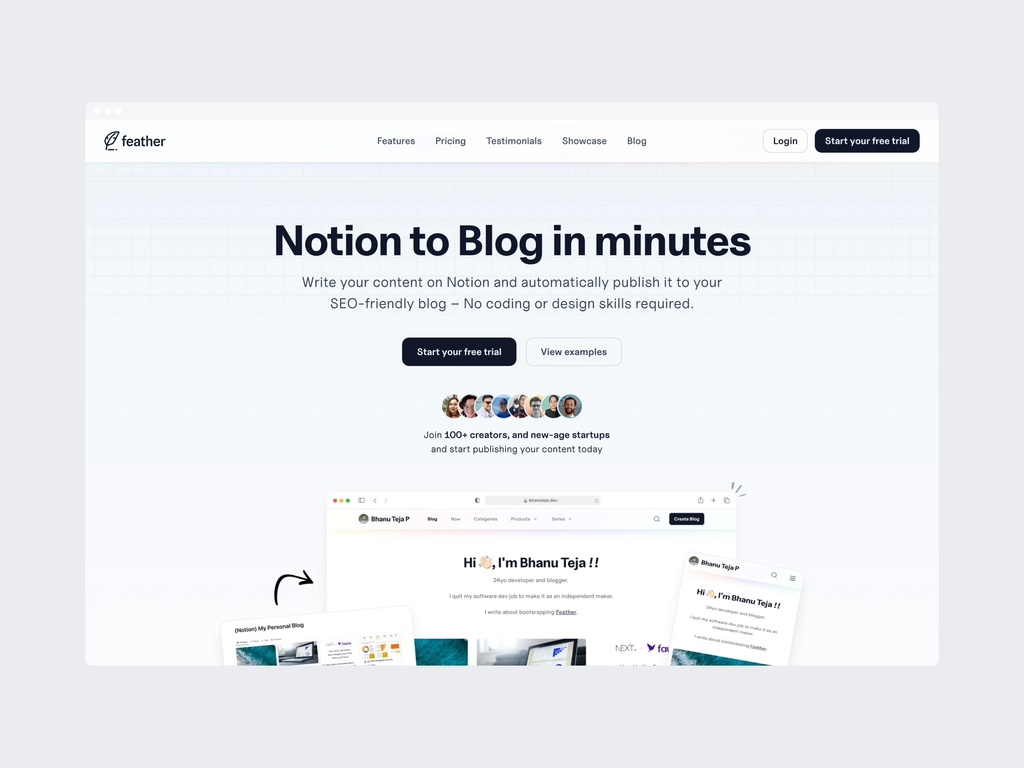 feather
Features
Pricing
Testimonials
Showcase
Blog
Login
Start your free trial
Notion to Blog in minutes
Write your content on Notion and automatically publish it to your
SEO-friendly blog – No coding or design skills required.
Start your free trial
View examples
Join 100+ creators, and new-age startups
and start publishing your content today
bhanuteja.dev
Bhanu Teja P
Blog
Now
Categories
Products
Series
Create Blog
Hi 👋🏻, I'm Bhanu Teja !!
24yo developer and blogger.
I quit my software dev job to make it as an independent maker.
I write about bootsrapping Feather.
NEXT
fau
(Notion) My Personal Blog
Bhanu Teja P
Hi 👋🏻, I'm Bhanu Teja !!
24yo developer and blogger.
I quit my software dev job to make it as an
independent maker.
I write about bootsrapping Feather.